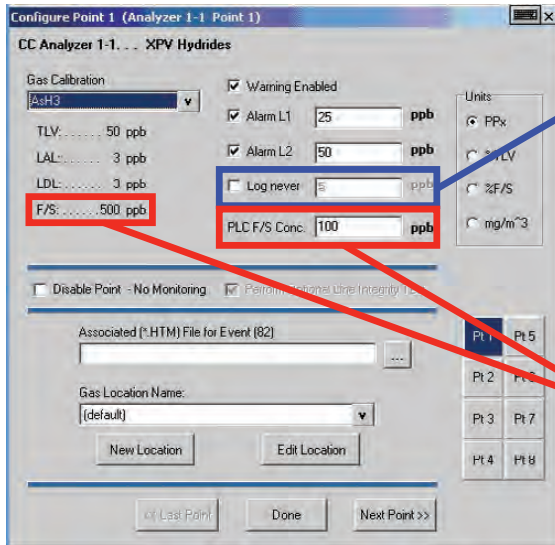 Configure Point 1 (Analyzer 1-1 Point 1)
CC Analyzer 1-1. . . XPV Hydrides
Gas Calibration
AsH3
TLV:. . . . . . 50 ppb
LAL:. . . . . . 3 ppb
LDL:. . . . . . 3 ppb
F/S:. . . . . .500 ppb
Warning Enabled
Alarm L1 25 ppb
Alarm L2 50 ppb
Log never 5 ppb
PLC F/S Conc. 100 ppb
Units
PPx
%TLV
%F/S
mg/m^3
Disable Point - No Monitoring
Perform Optional Line Integrity
Associated (*.HTM) File for Event (82)
...
Gas Location Name:
(default)
New Location
Edit Location
Pt 1 Pt 5
Pt 2
Pt 3 Pt 7
Pt 4 Pt 8
<< Last Point
Done
Next Point >>